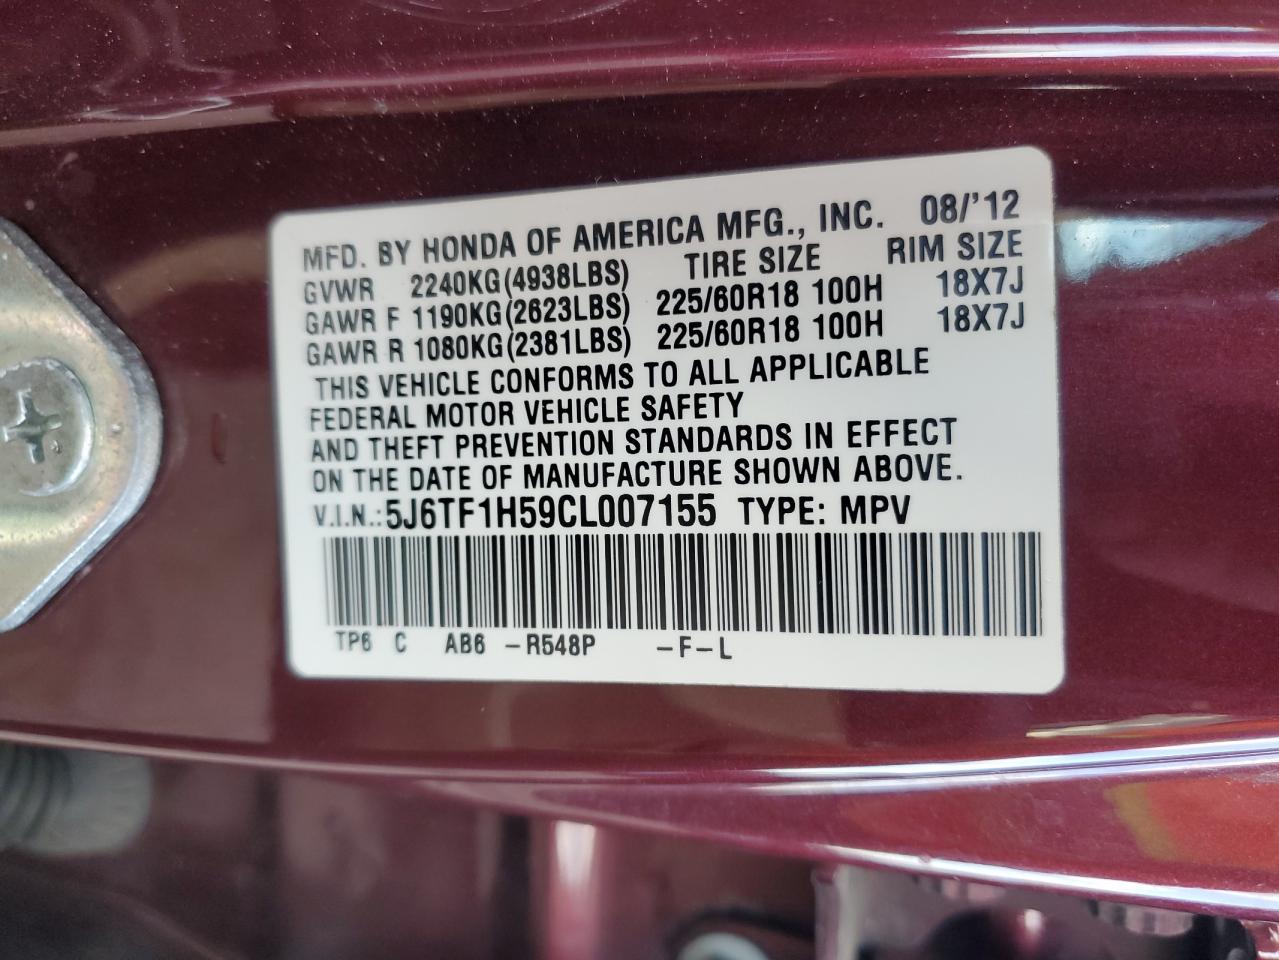 MFD. BY HONDA OF AMERICA MFG., INC. 08/'12
GVWR 2240KG(4938LBS) TIRE SIZE RIM SIZE
GAWR F 1190KG(2623LBS) 225/60R18 100H 18X7J
GAWR R 1080KG(2381LBS) 225/60R18 100H 18X7J
THIS VEHICLE CONFORMS TO ALL APPLICABLE
FEDERAL MOTOR VEHICLE SAFETY
AND THEFT PREVENTION STANDARDS IN EFFECT
ON THE DATE OF MANUFACTURE SHOWN ABOVE.
V.I.N.: 5J6TF1H59CL007155 TYPE: MPV
TP6 C AB6 -R548P -F-L